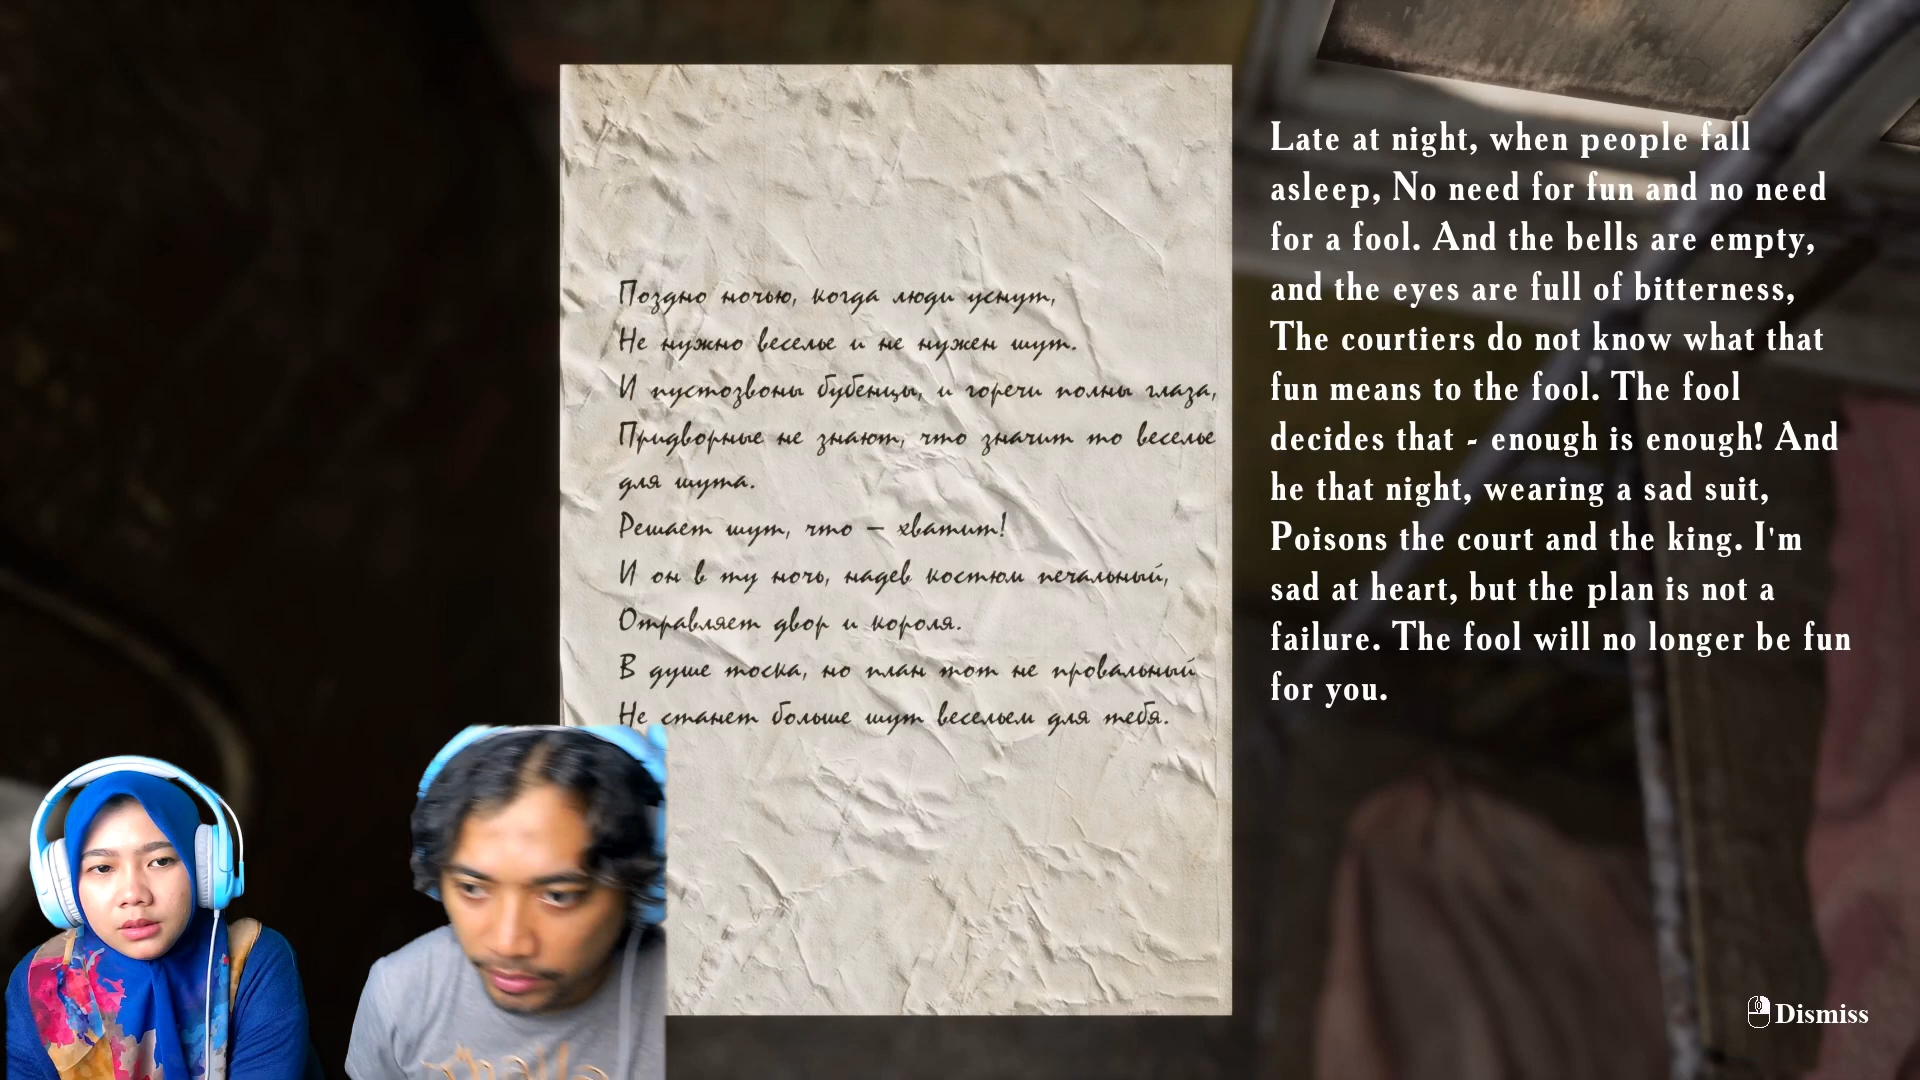 Поздно ночью, когда люди уснут,
Не нужно веселье и не нужен шут.
И пустозвоны бубенцы, и горечи полны глаза,
Придворные не знают, что значит то веселье
для шута.
Решает шут, что – хватит!
И он в ту ночь, надев костюм печальный,
Отравляет двор и короля.
В душе тоска, но план тот не провальный
Не станет больше шут весельем для тебя.
Late at night, when people fall
asleep, No need for fun and no need
for a fool. And the bells are empty,
and the eyes are full of bitterness,
The courtiers do not know what that
fun means to the fool. The fool
decides that - enough is enough! And
he that night, wearing a sad suit,
Poisons the court and the king. I'm
sad at heart, but the plan is not a
failure. The fool will no longer be fun
for you.
Dismiss